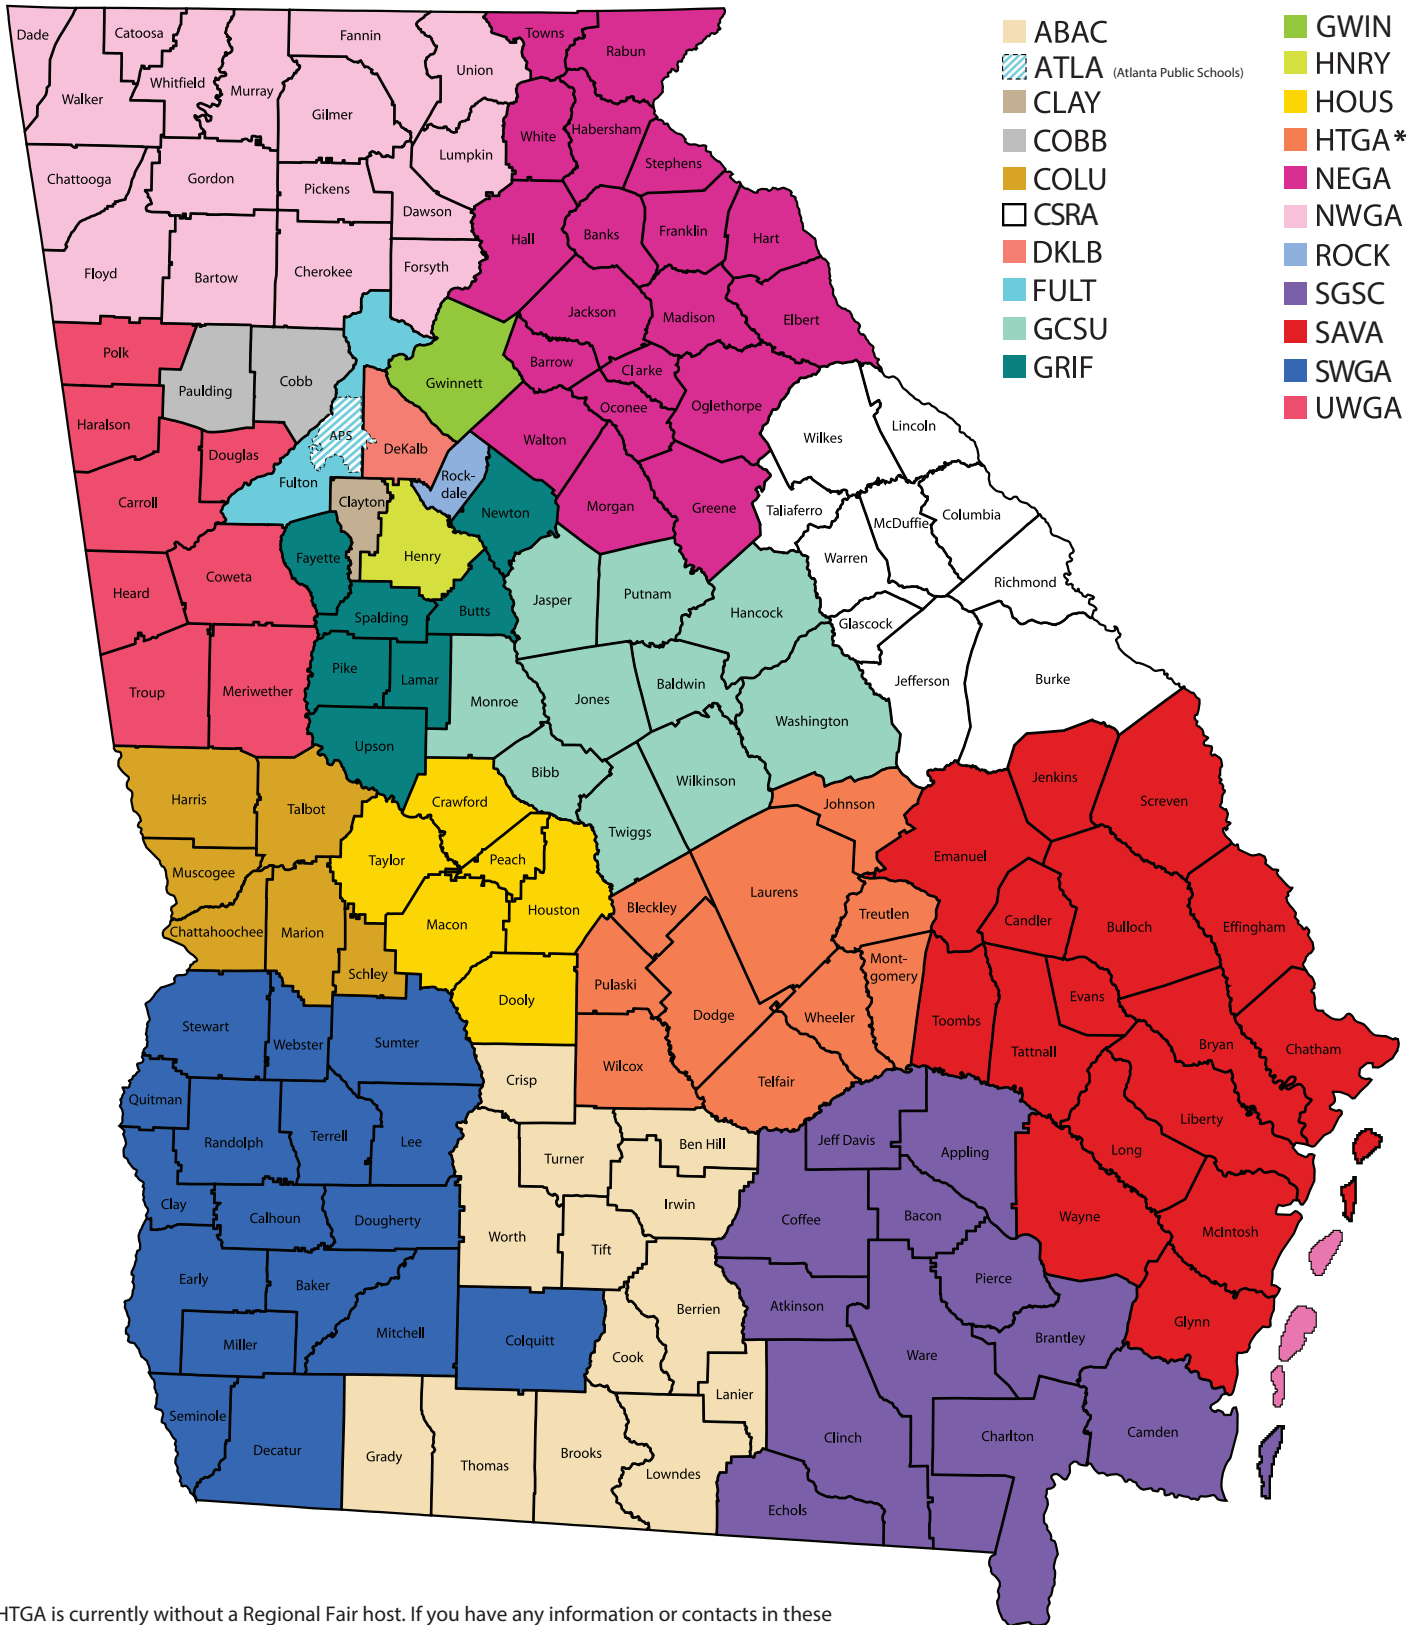 Dade
Catoosa
Fannin
Towns
Rabun
Union
Whitfield
Murray
Walker
Gilmer
White
Habersham
Lumpkin
Stephens
Chattooga
Gordon
Pickens
Dawson
Hall
Banks
Franklin
Hart
Floyd
Bartow
Cherokee
Forsyth
Jackson
Madison
Elbert
Polk
Paulding
Cobb
Gwinnett
Barrow
Clarke
Oconee
Oglethorpe
Haralson
Douglas
APS
DeKalb
Walton
Wilkes
Lincoln
Carroll
Fulton
Clayton
Rock-
dale
Newton
Morgan
Greene
Taliaferro
McDuffie
Columbia
Fayette
Henry
Warren
Richmond
Heard
Coweta
Spalding
Butts
Jasper
Putnam
Hancock
Glascock
Troup
Meriwether
Pike
Lamar
Monroe
Jones
Baldwin
Washington
Jefferson
Burke
Upson
Bibb
Wilkinson
Jenkins
Screven
Harris
Talbot
Crawford
Twiggs
Johnson
Muscogee
Taylor
Peach
Emanuel
Laurens
Chattahoochee
Marion
Macon
Houston
Bleckley
Treutlen
Candler
Bulloch
Effingham
Schley
Dooly
Pulaski
Mont-
gomery
Evans
Stewart
Webster
Sumter
Dodge
Wheeler
Toombs
Tattnall
Bryan
Chatham
Quitman
Crisp
Wilcox
Telfair
Randolph
Terrell
Lee
Turner
Ben Hill
Jeff Davis
Appling
Long
Liberty
Clay
Calhoun
Dougherty
Worth
Tift
Irwin
Coffee
Bacon
Wayne
McIntosh
Early
Baker
Berrien
Atkinson
Pierce
Miller
Mitchell
Colquitt
Cook
Ware
Brantley
Glynn
Seminole
Decatur
Grady
Thomas
Brooks
Lanier
Lowndes
Clinch
Charlton
Camden
Echols
ABAC
ATLA (Atlanta Public Schools)
CLAY
COBB
COLU
CSRA
DKLB
FULT
GCSU
GRIF
GWIN
HNRY
HOUS
HTGA*
NEGA
NWGA
ROCK
SGSC
SAVA
SWGA
UWGA
HTGA is currently without a Regional Fair host. If you have any information or contacts in these